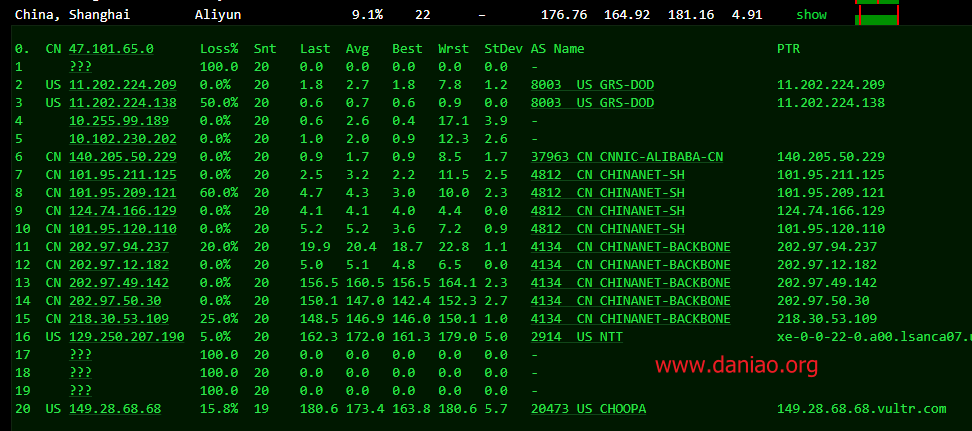 China, Shanghai Aliyun 9.1% 22 – 176.76 164.92 181.16 4.91 show
0. CN 47.101.65.0 Loss% Snt Last Avg Best Wrst StDev AS Name PTR
1 ??? 100.0 20 0.0 0.0 0.0 0.0 0.0 -
2 US 11.202.224.209 0.0% 20 1.8 2.7 1.8 7.8 1.2 8003 US GRS-DOD 11.202.224.209
3 US 11.202.224.138 50.0% 20 0.6 0.7 0.6 0.9 0.0 8003 US GRS-DOD 11.202.224.138
4 10.255.99.189 0.0% 20 0.6 2.6 0.4 17.1 3.9 -
5 10.102.230.202 0.0% 20 1.0 2.0 0.9 12.3 2.6 -
6 CN 140.205.50.229 0.0% 20 0.9 1.7 0.9 8.5 1.7 37963 CN CNNIC-ALIBABA-CN 140.205.50.229
7 CN 101.95.211.125 0.0% 20 2.5 3.2 2.2 11.5 2.5 4812 CN CHINANET-SH 101.95.211.125
8 CN 101.95.209.121 60.0% 20 4.7 4.3 3.0 10.0 2.3 4812 CN CHINANET-SH 101.95.209.121
9 CN 124.74.166.129 0.0% 20 4.1 4.1 4.0 4.4 0.0 4812 CN CHINANET-SH 124.74.166.129
10 CN 101.95.120.110 0.0% 20 5.2 5.2 3.6 7.2 0.9 4812 CN CHINANET-SH 101.95.120.110
11 CN 202.97.94.237 20.0% 20 19.9 20.4 18.7 22.8 1.1 4134 CN CHINANET-BACKBONE 202.97.94.237
12 CN 202.97.12.182 0.0% 20 5.0 5.1 4.8 6.5 0.0 4134 CN CHINANET-BACKBONE 202.97.12.182
13 CN 202.97.49.142 0.0% 20 156.5 160.5 156.5 164.1 2.3 4134 CN CHINANET-BACKBONE 202.97.49.142
14 CN 202.97.50.30 0.0% 20 150.1 147.0 142.4 152.3 2.7 4134 CN CHINANET-BACKBONE 202.97.50.30
15 CN 218.30.53.109 25.0% 20 148.5 146.9 146.0 150.1 1.0 4134 CN CHINANET-BACKBONE 218.30.53.109
16 US 129.250.207.190 5.0% 20 162.3 172.0 161.3 179.0 5.0 2914 US NTT xe-0-0-22-0.a00.lsanca07.
17 ??? 100.0 20 0.0 0.0 0.0 0.0 0.0 -
18 ??? 100.0 20 0.0 0.0 0.0 0.0 0.0 -
www.daniao.org
19 ??? 100.0 20 0.0 0.0 0.0 0.0 0.0 -
20 US 149.28.68.68 15.8% 19 180.6 173.4 163.8 180.6 5.7 20473 US CHOOPA 149.28.68.68.vultr.com